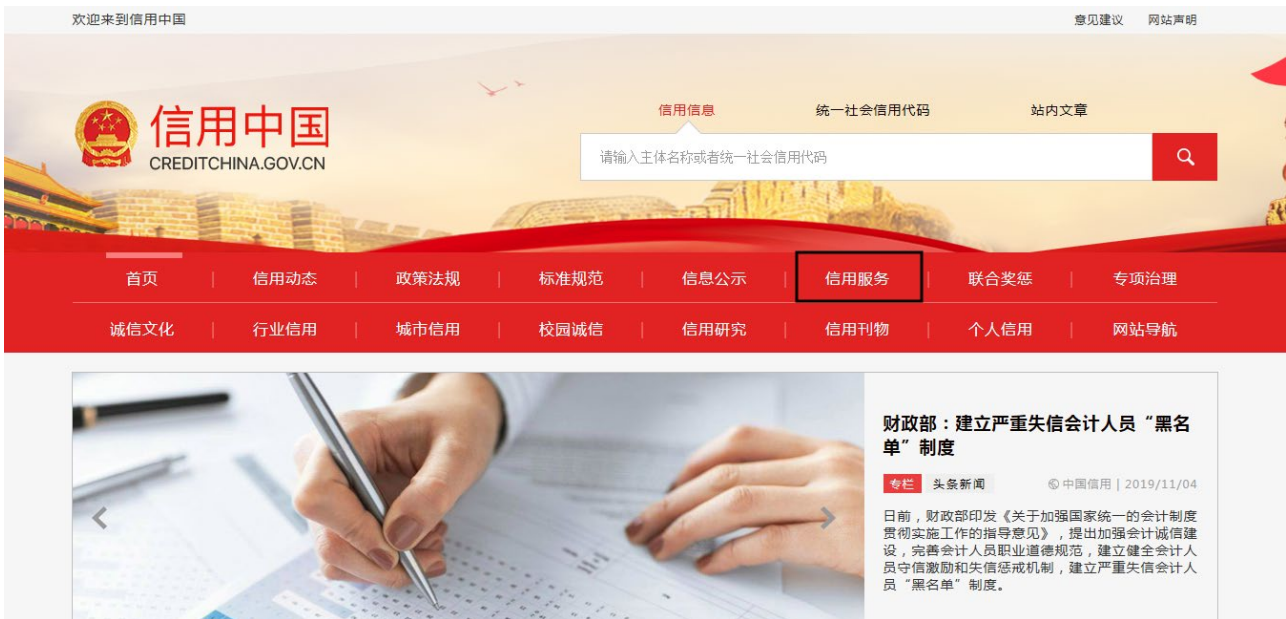 欢迎来到信用中国
意见建议 网站声明
信用中国
CREDITCHINA.GOV.CN
信用信息 统一社会信用代码 站内文章
请输入主体名称或者统一社会信用代码
首页 信用动态 政策法规 标准规范 信息公示 信用服务 联合奖惩 专项治理
诚信文化 行业信用 城市信用 校园诚信 信用研究 信用刊物 个人信用 网站导航
财政部：建立严重失信会计人员“黑名
单”制度
专栏 头条新闻 中国信用 | 2019/11/04
日前，财政部印发《关于加强国家统一的会计制度
贯彻实施工作的指导意见》，提出加强会计诚信建
设，完善会计人员职业道德规范，建立健全会计人
员守信激励和失信惩戒机制，建立严重失信会计人
员“黑名单”制度。